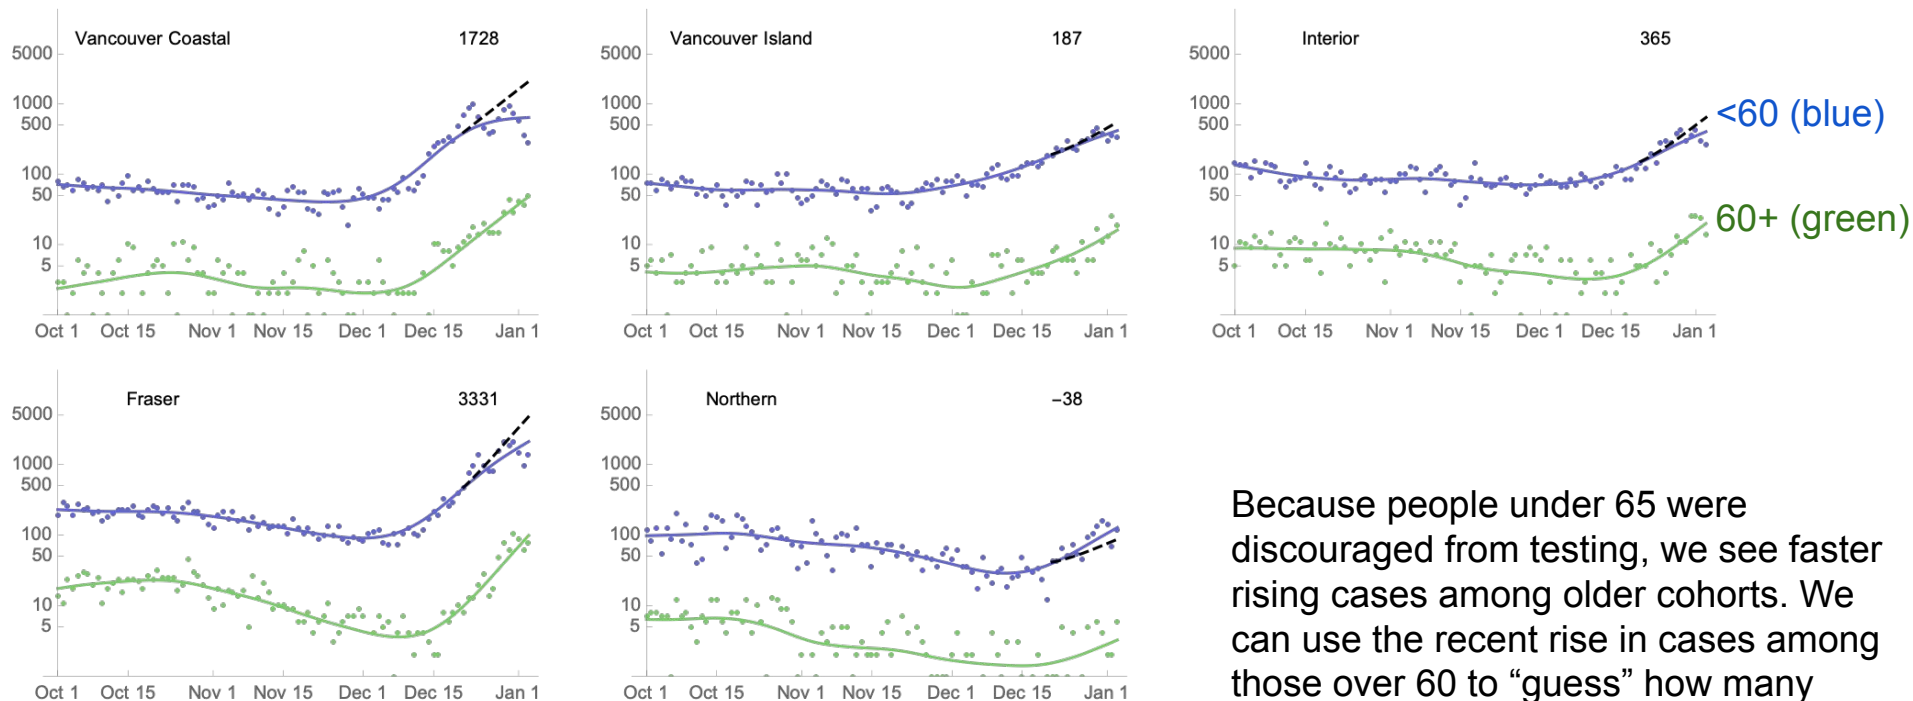 Vancouver Coastal 1728
5000
1000
500
100
50
10
5
Oct 1 Oct 15 Nov 1 Nov 15 Dec 1 Dec 15 Jan 1
Vancouver Island 187
5000
1000
500
100
50
10
5
Oct 1 Oct 15 Nov 1 Nov 15 Dec 1 Dec 15 Jan 1
Interior 365
5000
1000
500
100
50
10
5
Oct 1 Oct 15 Nov 1 Nov 15 Dec 1 Dec 15 Jan 1
<60 (blue)
60+ (green)
Fraser 3331
5000
1000
500
100
50
10
5
Oct 1 Oct 15 Nov 1 Nov 15 Dec 1 Dec 15 Jan 1
Northern −38
5000
1000
500
100
50
10
5
Oct 1 Oct 15 Nov 1 Nov 15 Dec 1 Dec 15 Jan 1
Because people under 65 were
discouraged from testing, we see faster
rising cases among older cohorts. We
can use the recent rise in cases among
those over 60 to “guess” how many